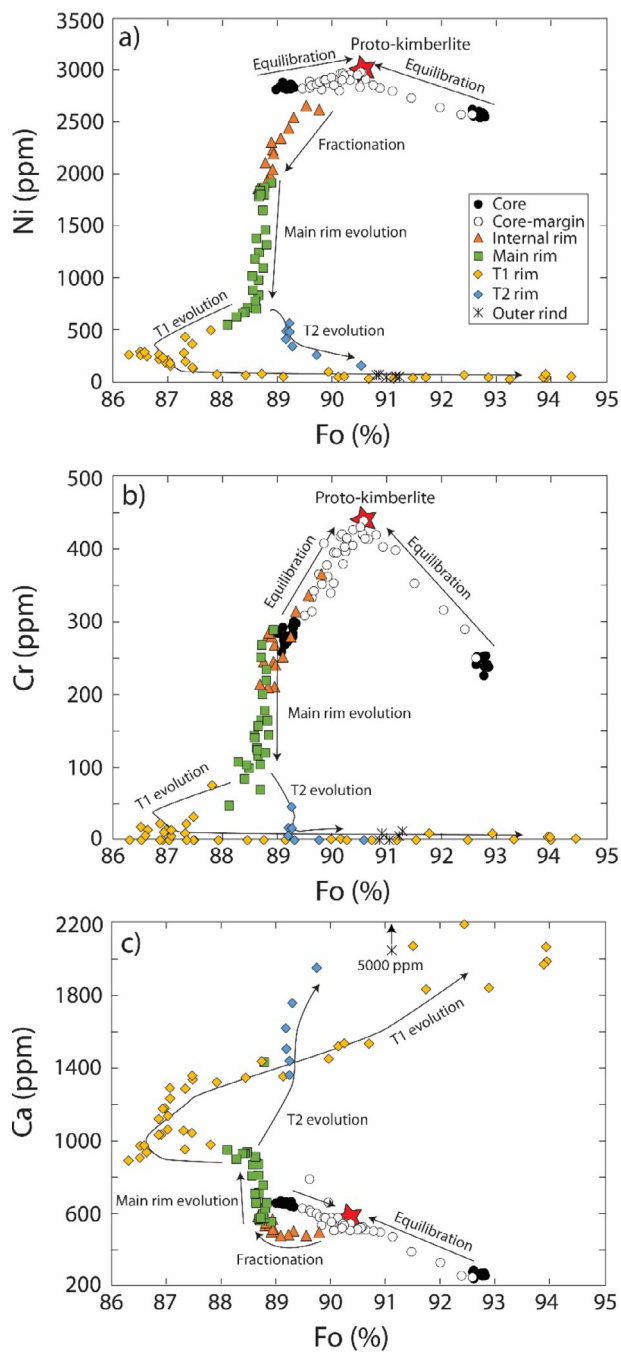 a)
Equilibration
Proto-kimberlite
Equilibration
Fractionation
Main rim evolution
T1 evolution
T2 evolution
Core
Core-margin
Internal rim
Main rim
T1 rim
T2 rim
Outer rind
Ni (ppm)
3500
3000
2500
2000
1500
1000
500
0
86 87 88 89 90 91 92 93 94 95
Fo (%)
b)
Proto-kimberlite
Equilibration
Equilibration
Main rim evolution
T1 evolution
T2 evolution
Cr (ppm)
500
400
300
200
100
0
86 87 88 89 90 91 92 93 94 95
Fo (%)
c)
5000 ppm
T1 evolution
T2 evolution
Main rim evolution
Equilibration
Fractionation
Ca (ppm)
2200
1800
1400
1000
600
200
86 87 88 89 90 91 92 93 94 95
Fo (%)